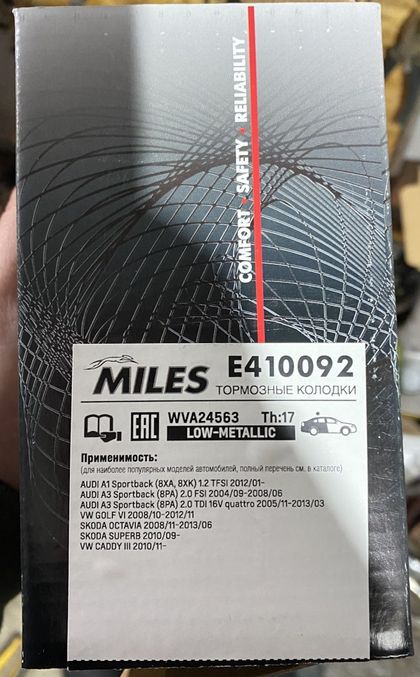 COMFORT • SAFETY • RELIABILITY
MILES
E410092
ТОРМОЗНЫЕ КОЛОДКИ
EAC
WVA24563 Th:17
LOW-METALLIC
Применимость:
(для наиболее популярных моделей автомобилей, полный перечень см. в каталоге)
AUDI A1 Sportback (8XA, 8XK) 1.2 TFSI 2012/01-
AUDI A3 Sportback (8PA) 2.0 FSI 2004/09-2008/06
AUDI A3 Sportback (8PA) 2.0 TDI 16V quattro 2005/11-2013/03
VW GOLF VI 2008/10-2012/11
SKODA OCTAVIA 2008/11-2013/06
SKODA SUPERB 2010/09-
VW CADDY III 2010/11-